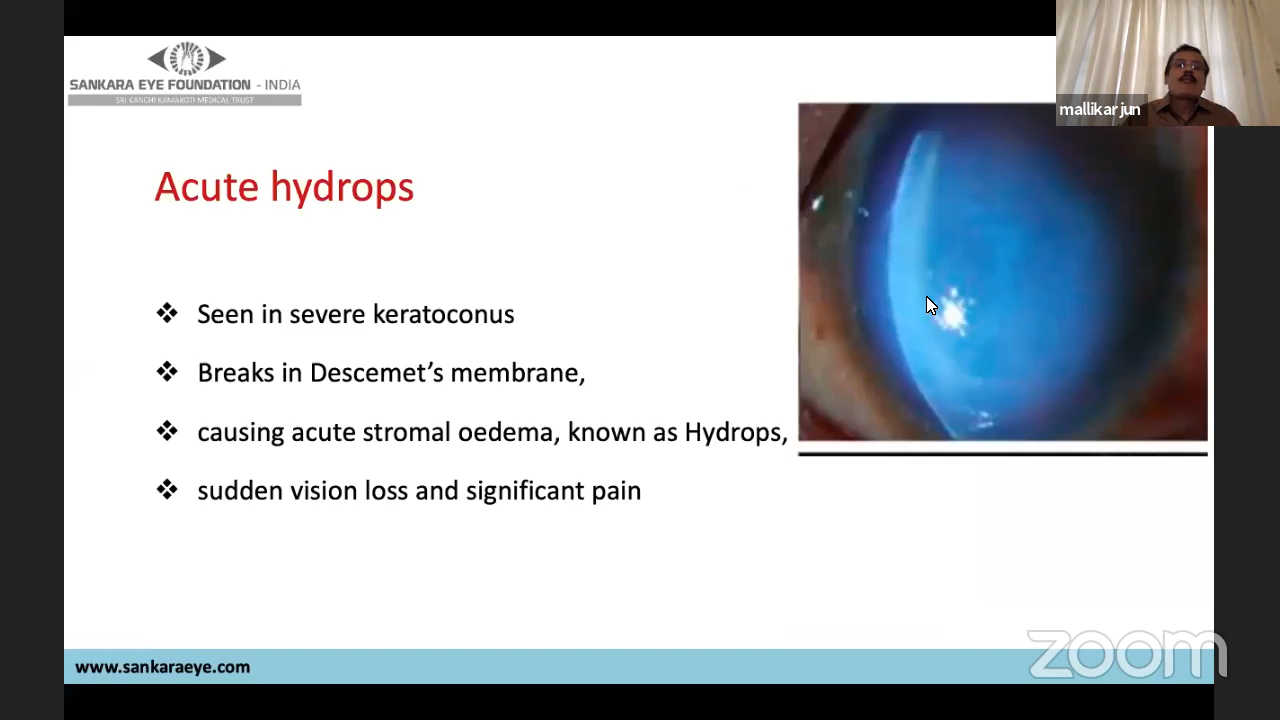 SANKARA EYE FOUNDATION - INDIA
SRI KANCHI KAMAKOTI MEDICAL TRUST
mallikarjun
Acute hydrops
❖ Seen in severe keratoconus
❖ Breaks in Descemet’s membrane,
❖ causing acute stromal oedema, known as Hydrops,
❖ sudden vision loss and significant pain
zoom
www.sankaraeye.com